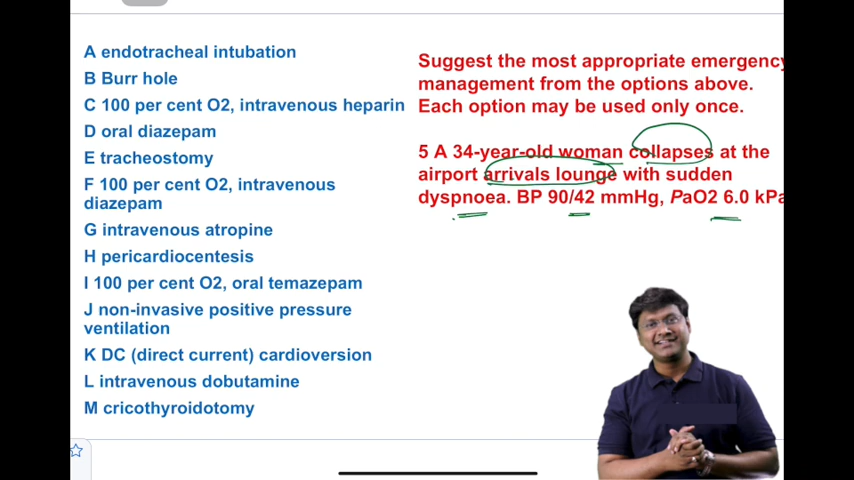 A endotracheal intubation
B Burr hole
C 100 per cent O2, intravenous heparin
D oral diazepam
E tracheostomy
F 100 per cent O2, intravenous
diazepam
G intravenous atropine
H pericardiocentesis
I 100 per cent O2, oral temazepam
J non-invasive positive pressure
ventilation
K DC (direct current) cardioversion
L intravenous dobutamine
M cricothyroidotomy
Suggest the most appropriate emergency
management from the options above.
Each option may be used only once.
5 A 34-year-old woman collapses at the
airport arrivals lounge with sudden
dyspnoea. BP 90/42 mmHg, PaO2 6.0 kPa